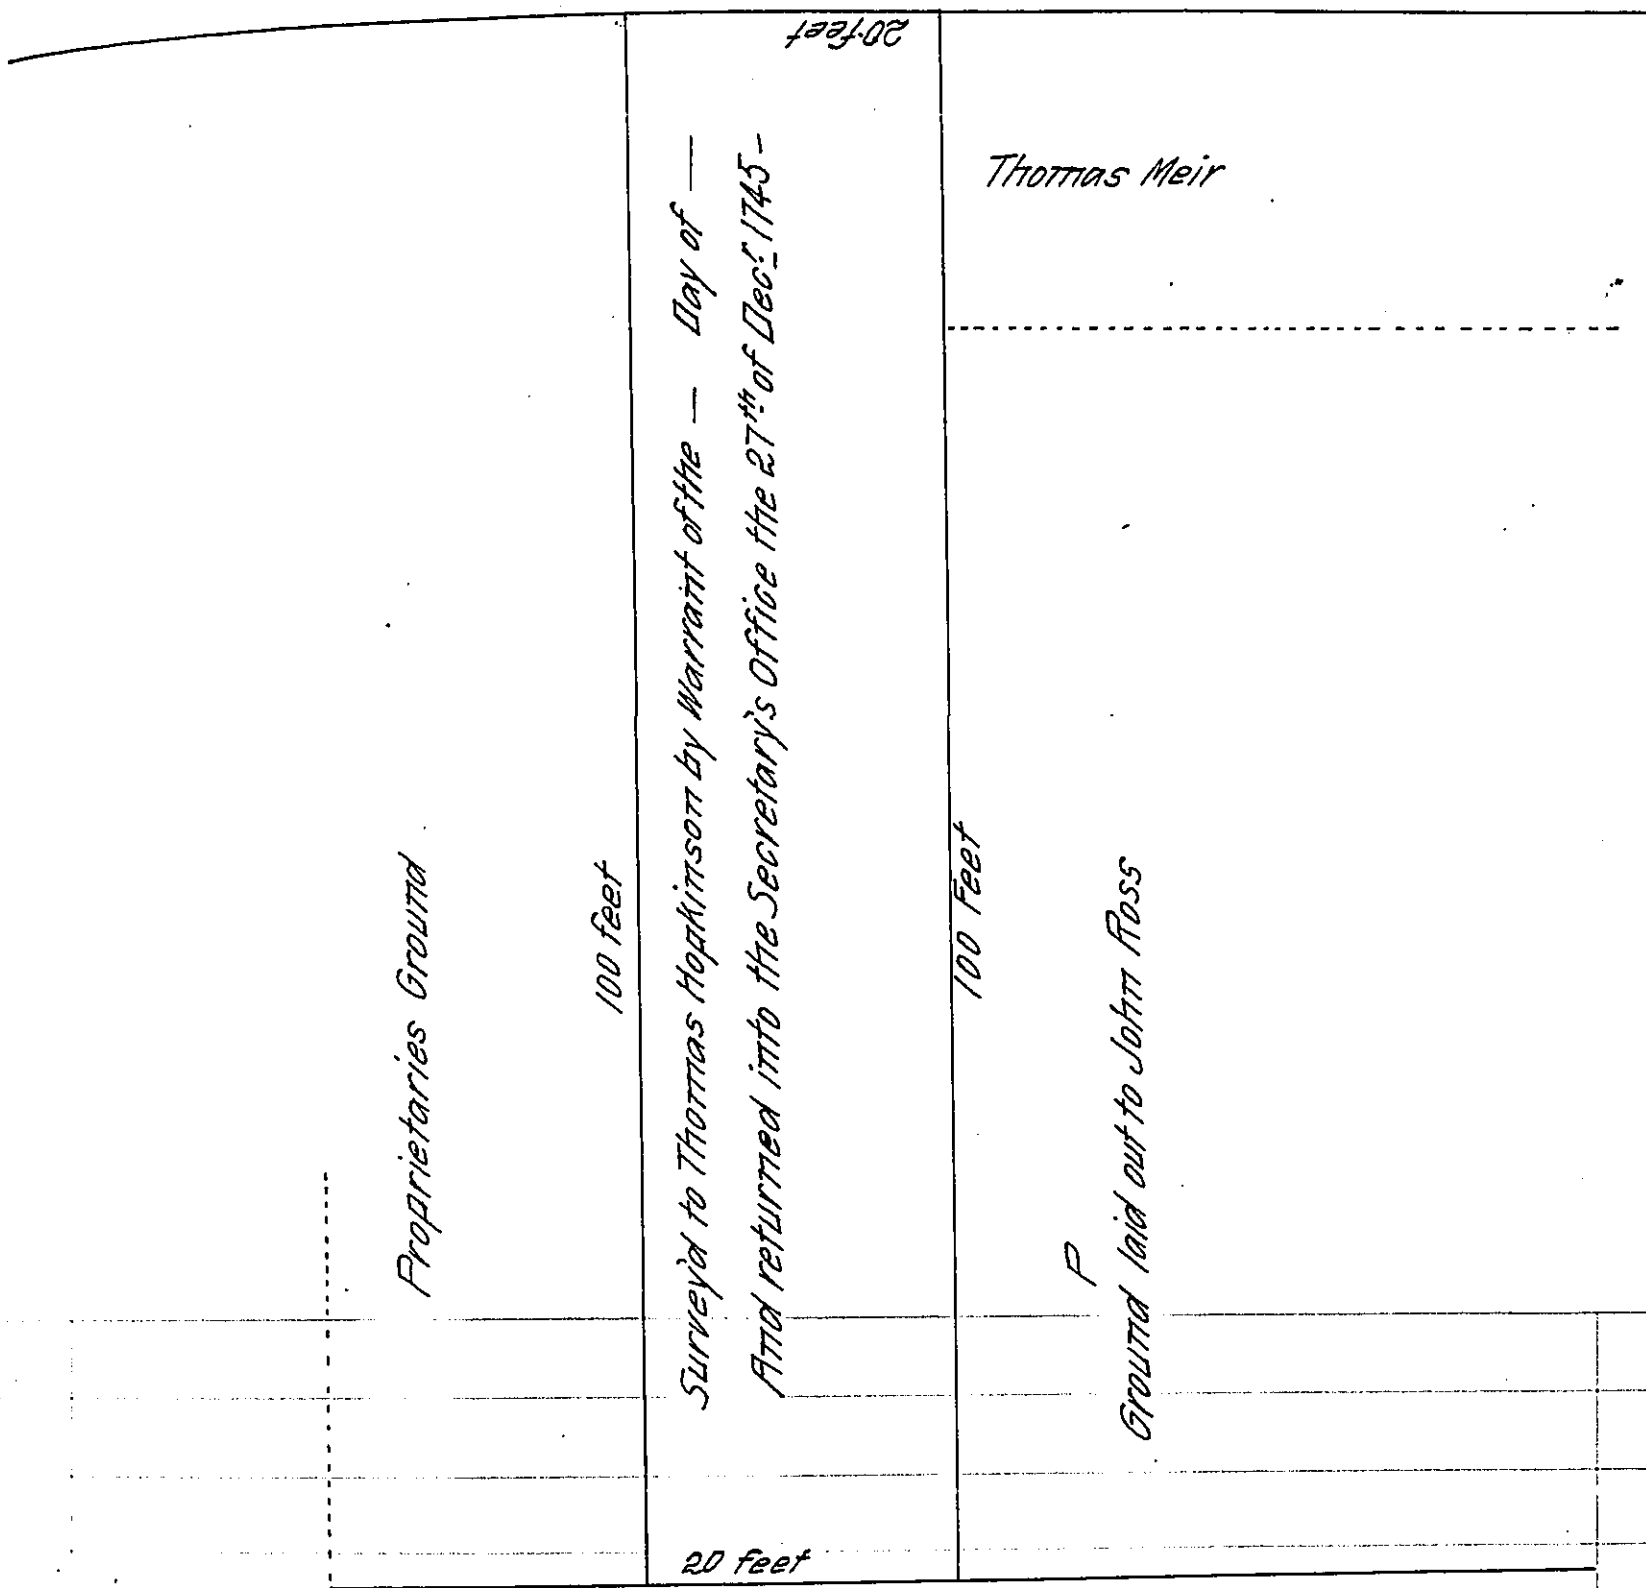 20 feet
Thomas Meir
Proprietaries Ground
100 feet
Survey'd to Thomas Hopkinson by Warrant of the — Day of —
And returned into the Secretary's Office the 27th of Decr 1745 -
100 Feet
P
Ground laid out to John Ross
20 feet